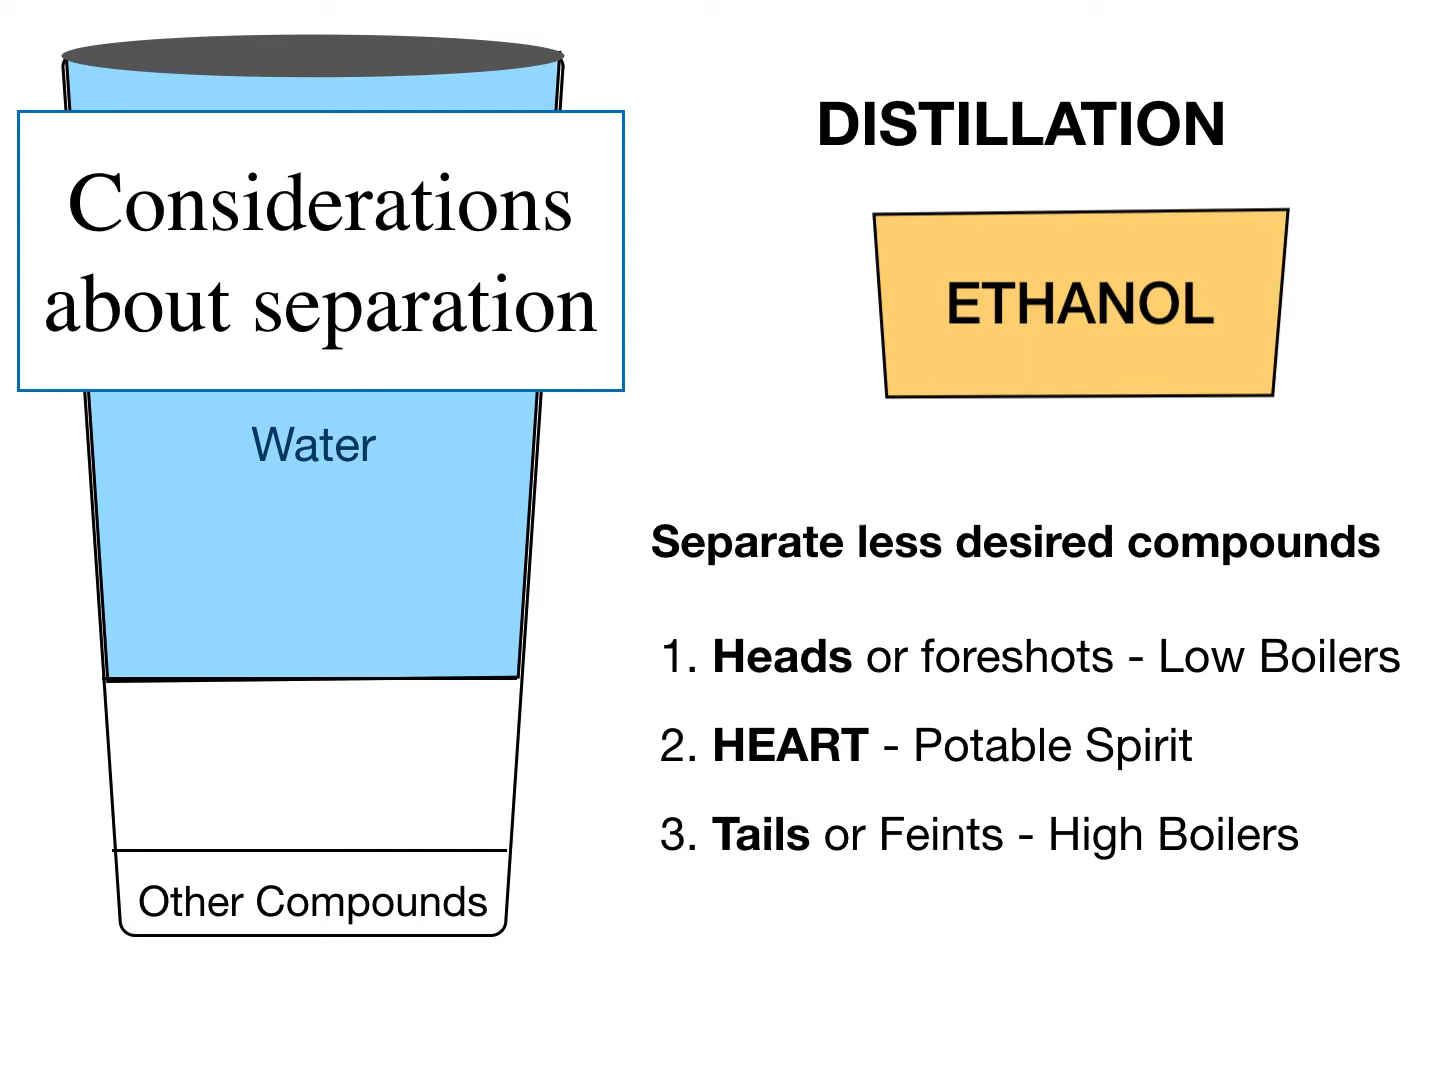 Considerations
about separation
Water
Other Compounds
DISTILLATION
ETHANOL
Separate less desired compounds
1. Heads or foreshots - Low Boilers
2. HEART - Potable Spirit
3. Tails or Feints - High Boilers